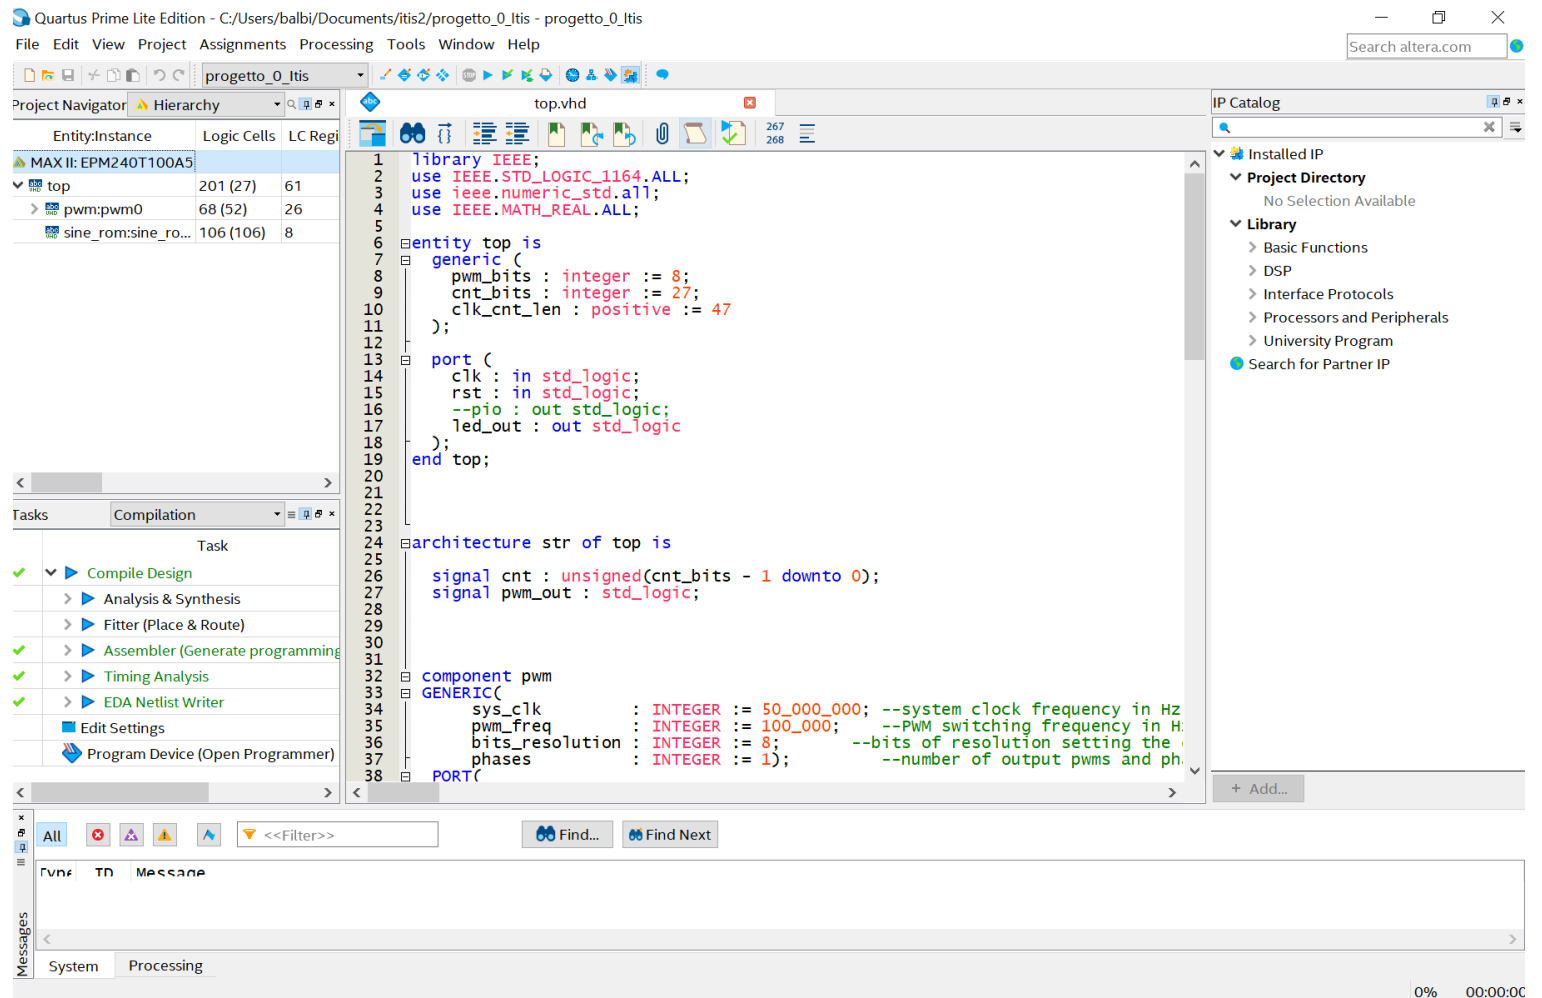 Quartus Prime Lite Edition - C:/Users/balbi/Documents/itis2/progetto_0_Itis - progetto_0_Itis
File Edit View Project Assignments Processing Tools Window Help
Search altera.com
progetto_0_Itis
Project Navigator Hierarchy
Entity:Instance Logic Cells LC Regi
MAX II: EPM240T100A5
top 201 (27) 61
pwm:pwm0 68 (52) 26
sine_rom:sine_ro... 106 (106) 8
Tasks Compilation
Task
Compile Design
Analysis & Synthesis
Fitter (Place & Route)
Assembler (Generate programming
Timing Analysis
EDA Netlist Writer
Edit Settings
Program Device (Open Programmer)
top.vhd
267
268
1 library IEEE;
2 use IEEE.STD_LOGIC_1164.ALL;
3 use ieee.numeric_std.all;
4 use IEEE.MATH_REAL.ALL;
5
6 entity top is
7 generic (
8 pwm_bits : integer := 8;
9 cnt_bits : integer := 27;
10 clk_cnt_len : positive := 47
11 );
12
13 port (
14 clk : in std_logic;
15 rst : in std_logic;
16 --pio : out std_logic;
17 led_out : out std_logic
18 );
19 end top;
20
21
22
23
24 architecture str of top is
25
26 signal cnt : unsigned(cnt_bits - 1 downto 0);
27 signal pwm_out : std_logic;
28
29
30
31
32 component pwm
33 GENERIC(
34 sys_clk : INTEGER := 50_000_000; --system clock frequency in Hz
35 pwm_freq : INTEGER := 100_000; --PWM switching frequency in H
36 bits_resolution : INTEGER := 8; --bits of resolution setting the
37 phases : INTEGER := 1); --number of output pwms and ph
38 PORT(
IP Catalog
Installed IP
Project Directory
No Selection Available
Library
Basic Functions
DSP
Interface Protocols
Processors and Peripherals
University Program
Search for Partner IP
+ Add...
All <<Filter>> Find... Find Next
Type ID Message
Messages
System Processing
0% 00:00:00